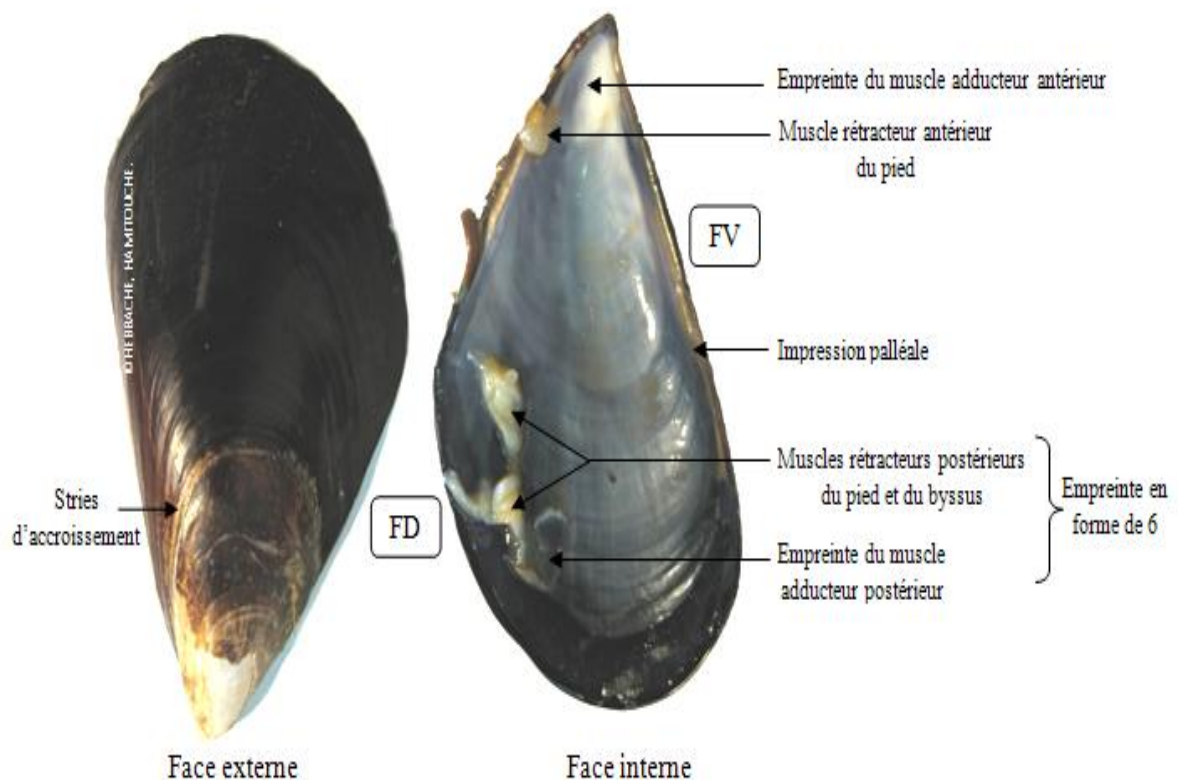 ©HEBBACHE, HAMITOUCHE.
Stries
d'accroissement
FD
FV
Empreinte du muscle adducteur antérieur
Muscle rétracteur antérieur
du pied
Impression palléale
Muscles rétracteurs postérieurs
du pied et du byssus
Empreinte du muscle
adducteur postérieur
Empreinte en
forme de 6
Face externe
Face interne